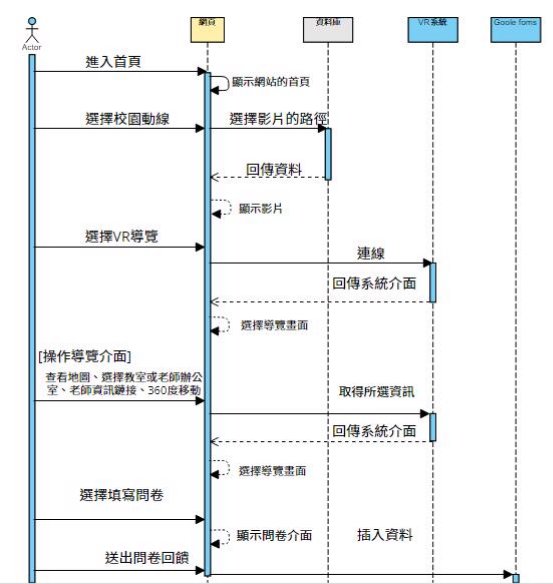 Actor
網頁
資料庫
VR系統
Goole foms
進入首頁
顯示網站的首頁
選擇校園動線
選擇影片的路徑
回傳資料
顯示影片
選擇VR導覽
連線
回傳系統介面
選擇導覽畫面
[操作導覽介面]
查看地圖、選擇教室或老師辦公
室、老師資訊鏈接、360度移動
取得所選資訊
回傳系統介面
選擇導覽畫面
選擇填寫問卷
顯示問卷介面
插入資料
送出問卷回饋